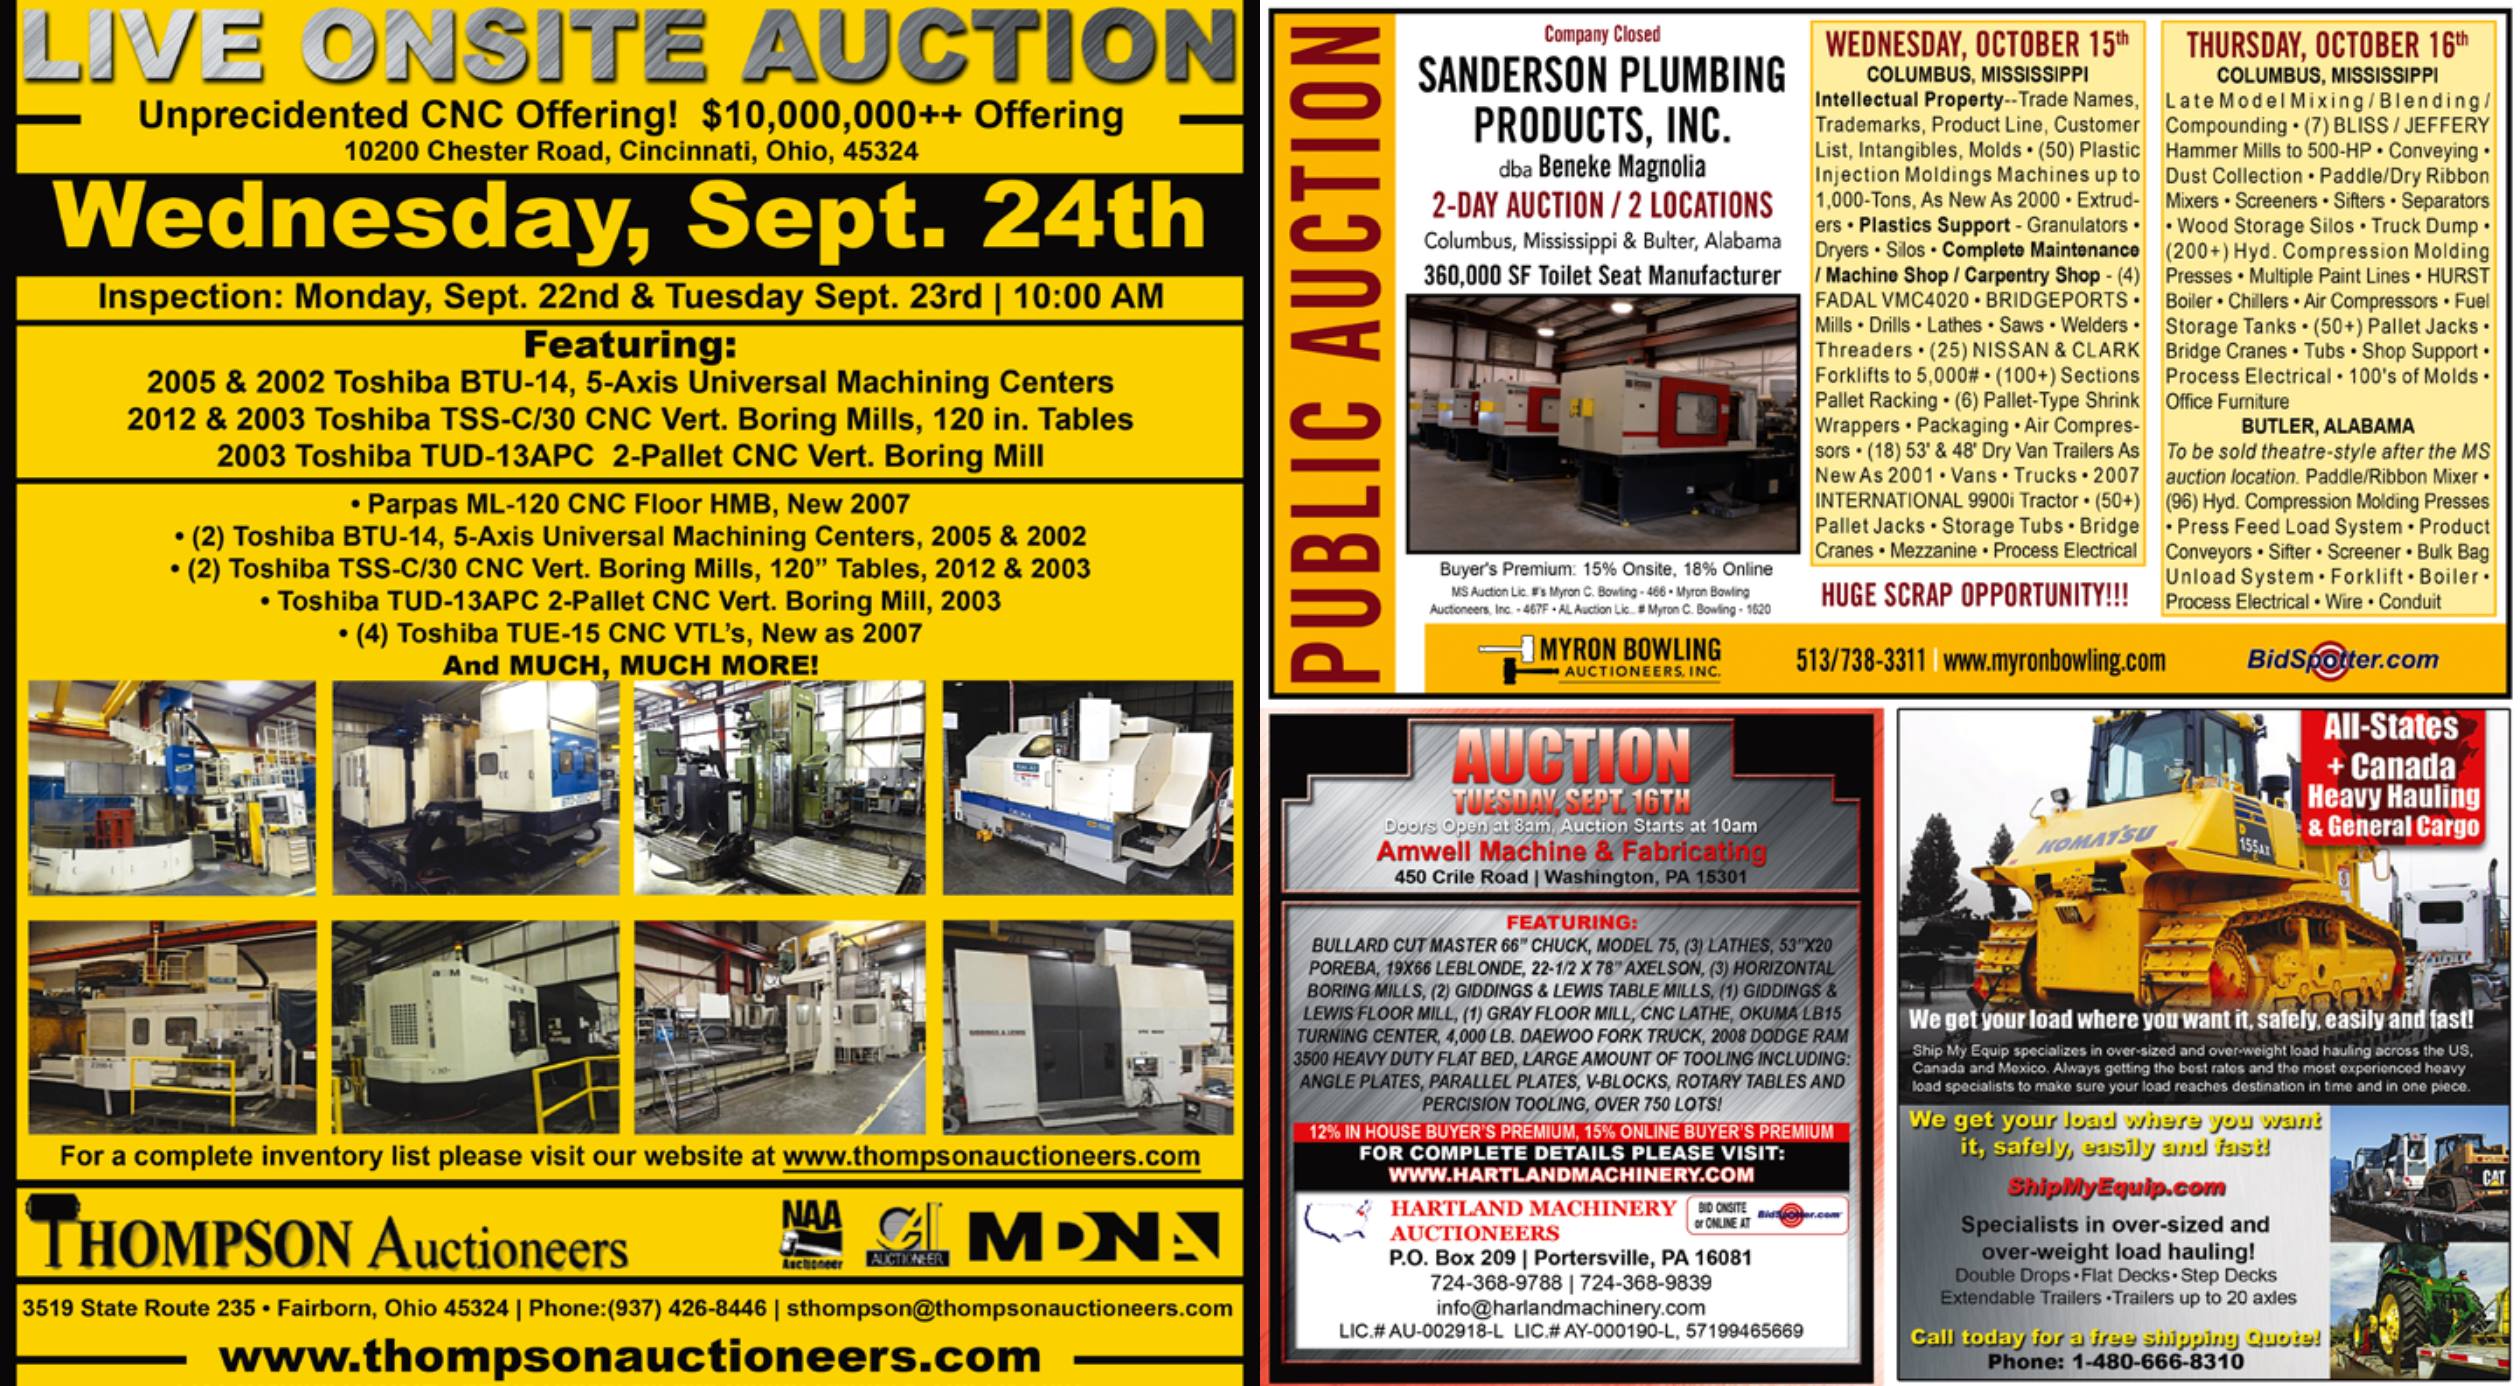 LIVE ONSITE AUCTION
Unprecidented CNC Offering! $10,000,000++ Offering
10200 Chester Road, Cincinnati, Ohio, 45324
Wednesday, Sept. 24th
Inspection: Monday, Sept. 22nd & Tuesday Sept. 23rd | 10:00 AM
Featuring:
2005 & 2002 Toshiba BTU-14, 5-Axis Universal Machining Centers
2012 & 2003 Toshiba TSS-C/30 CNC Vert. Boring Mills, 120 in. Tables
2003 Toshiba TUD-13APC 2-Pallet CNC Vert. Boring Mill
• Parpas ML-120 CNC Floor HMB, New 2007
• (2) Toshiba BTU-14, 5-Axis Universal Machining Centers, 2005 & 2002
• (2) Toshiba TSS-C/30 CNC Vert. Boring Mills, 120” Tables, 2012 & 2003
• Toshiba TUD-13APC 2-Pallet CNC Vert. Boring Mill, 2003
• (4) Toshiba TUE-15 CNC VTL's, New as 2007
And MUCH, MUCH MORE!
GIDDINGS & LEWIS
For a complete inventory list please visit our website at www.thompsonauctioneers.com
THOMPSON Auctioneers
NAA
Auctioneer
CAI
AUCTIONEER
MDNA
3519 State Route 235 • Fairborn, Ohio 45324 | Phone:(937) 426-8446 | sthompson@thompsonauctioneers.com
www.thompsonauctioneers.com
PUBLIC AUCTION
Company Closed
SANDERSON PLUMBING
PRODUCTS, INC.
dba Beneke Magnolia
2-DAY AUCTION / 2 LOCATIONS
Columbus, Mississippi & Bulter, Alabama
360,000 SF Toilet Seat Manufacturer
Buyer's Premium: 15% Onsite, 18% Online
MS Auction Lic. #'s Myron C. Bowling - 466 • Myron Bowling
Auctioneers, Inc. - 467F • AL Auction Lic.. # Myron C. Bowling - 1620
WEDNESDAY, OCTOBER 15th
COLUMBUS, MISSISSIPPI
Intellectual Property--Trade Names,
Trademarks, Product Line, Customer
List, Intangibles, Molds • (50) Plastic
Injection Moldings Machines up to
1,000-Tons, As New As 2000 • Extrud-
ers • Plastics Support - Granulators •
Dryers • Silos • Complete Maintenance
/ Machine Shop / Carpentry Shop - (4)
FADAL VMC4020 • BRIDGEPORTS •
Mills • Drills • Lathes • Saws • Welders •
Threaders • (25) NISSAN & CLARK
Forklifts to 5,000# • (100+) Sections
Pallet Racking • (6) Pallet-Type Shrink
Wrappers • Packaging • Air Compres-
sors • (18) 53' & 48' Dry Van Trailers As
New As 2001 • Vans • Trucks • 2007
INTERNATIONAL 9900i Tractor • (50+)
Pallet Jacks • Storage Tubs • Bridge
Cranes • Mezzanine • Process Electrical
HUGE SCRAP OPPORTUNITY!!!
THURSDAY, OCTOBER 16th
COLUMBUS, MISSISSIPPI
Late Model Mixing / Blending /
Compounding • (7) BLISS / JEFFERY
Hammer Mills to 500-HP • Conveying •
Dust Collection • Paddle/Dry Ribbon
Mixers • Screeners • Sifters • Separators
• Wood Storage Silos • Truck Dump •
(200+) Hyd. Compression Molding
Presses • Multiple Paint Lines • HURST
Boiler • Chillers • Air Compressors • Fuel
Storage Tanks • (50+) Pallet Jacks •
Bridge Cranes • Tubs • Shop Support •
Process Electrical • 100's of Molds •
Office Furniture
BUTLER, ALABAMA
To be sold theatre-style after the MS
auction location. Paddle/Ribbon Mixer •
(96) Hyd. Compression Molding Presses
• Press Feed Load System • Product
Conveyors • Sifter • Screener • Bulk Bag
Unload System • Forklift • Boiler •
Process Electrical • Wire • Conduit
MYRON BOWLING
AUCTIONEERS, INC.
513/738-3311 | www.myronbowling.com
BidSpotter.com
AUCTION
TUESDAY, SEPT. 16TH
Doors Open at 8am, Auction Starts at 10am
Amwell Machine & Fabricating
450 Crile Road | Washington, PA 15301
FEATURING:
BULLARD CUT MASTER 66” CHUCK, MODEL 75, (3) LATHES, 53”X20
POREBA, 19X66 LEBLONDE, 22-1/2 X 78” AXELSON, (3) HORIZONTAL
BORING MILLS, (2) GIDDINGS & LEWIS TABLE MILLS, (1) GIDDINGS &
LEWIS FLOOR MILL, (1) GRAY FLOOR MILL, CNC LATHE, OKUMA LB15
TURNING CENTER, 4,000 LB. DAEWOO FORK TRUCK, 2008 DODGE RAM
3500 HEAVY DUTY FLAT BED, LARGE AMOUNT OF TOOLING INCLUDING:
ANGLE PLATES, PARALLEL PLATES, V-BLOCKS, ROTARY TABLES AND
PERCISION TOOLING, OVER 750 LOTS!
12% IN HOUSE BUYER'S PREMIUM, 15% ONLINE BUYER'S PREMIUM
FOR COMPLETE DETAILS PLEASE VISIT:
WWW.HARTLANDMACHINERY.COM
HARTLAND MACHINERY
AUCTIONEERS
BID ONSITE
or ONLINE AT
BidSpotter.com
P.O. Box 209 | Portersville, PA 16081
724-368-9788 | 724-368-9839
info@harlandmachinery.com
LIC.# AU-002918-L LIC.# AY-000190-L, 57199465669
All-States
+ Canada
Heavy Hauling
& General Cargo
KOMATSU
155AX
We get your load where you want it, safely, easily and fast!
Ship My Equip specializes in over-sized and over-weight load hauling across the US,
Canada and Mexico. Always getting the best rates and the most experienced heavy
load specialists to make sure your load reaches destination in time and in one piece.
We get your load where you want
it, safely, easily and fast!
CAT
ShipMyEquip.com
Specialists in over-sized and
over-weight load hauling!
Double Drops • Flat Decks • Step Decks
Extendable Trailers • Trailers up to 20 axles
Call today for a free shipping Quote!
Phone: 1-480-666-8310